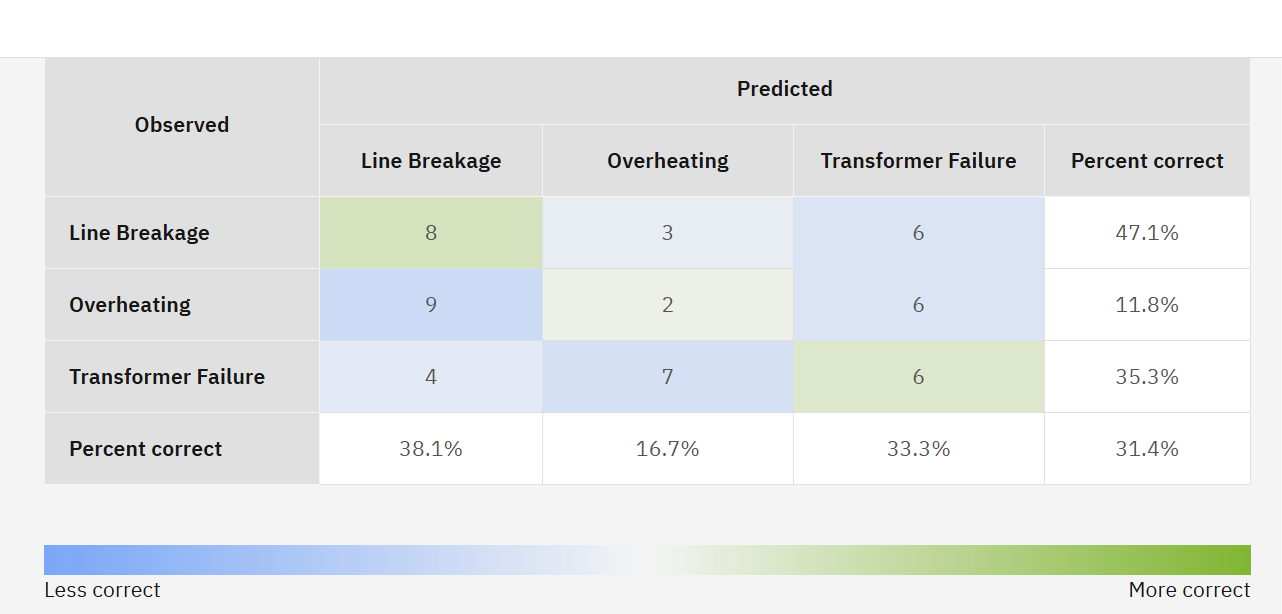 Predicted
Observed
Line Breakage Overheating Transformer Failure Percent correct
Line Breakage 8 3 6 47.1%
Overheating 9 2 6 11.8%
Transformer Failure 4 7 6 35.3%
Percent correct 38.1% 16.7% 33.3% 31.4%
Less correct More correct